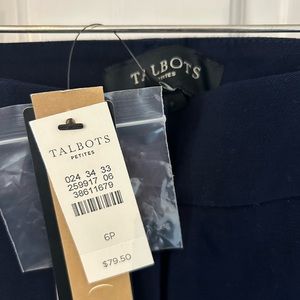 TALBOTS
PETITES
TALBOTS
PETITES
024 34 33
259917 06
38611679
6P
$79.50